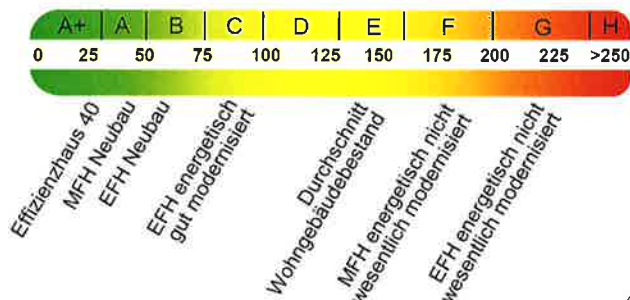 A+ A B C D E F G H
0 25 50 75 100 125 150 175 200 225 >250
Effizienzhaus 40
MFH Neubau
EFH Neubau
EFH energetisch
gut modernisiert
Durchschnitt
Wohngebäudebestand
MFH energetisch nicht
wesentlich modernisiert
EFH energetisch nicht
wesentlich modernisiert